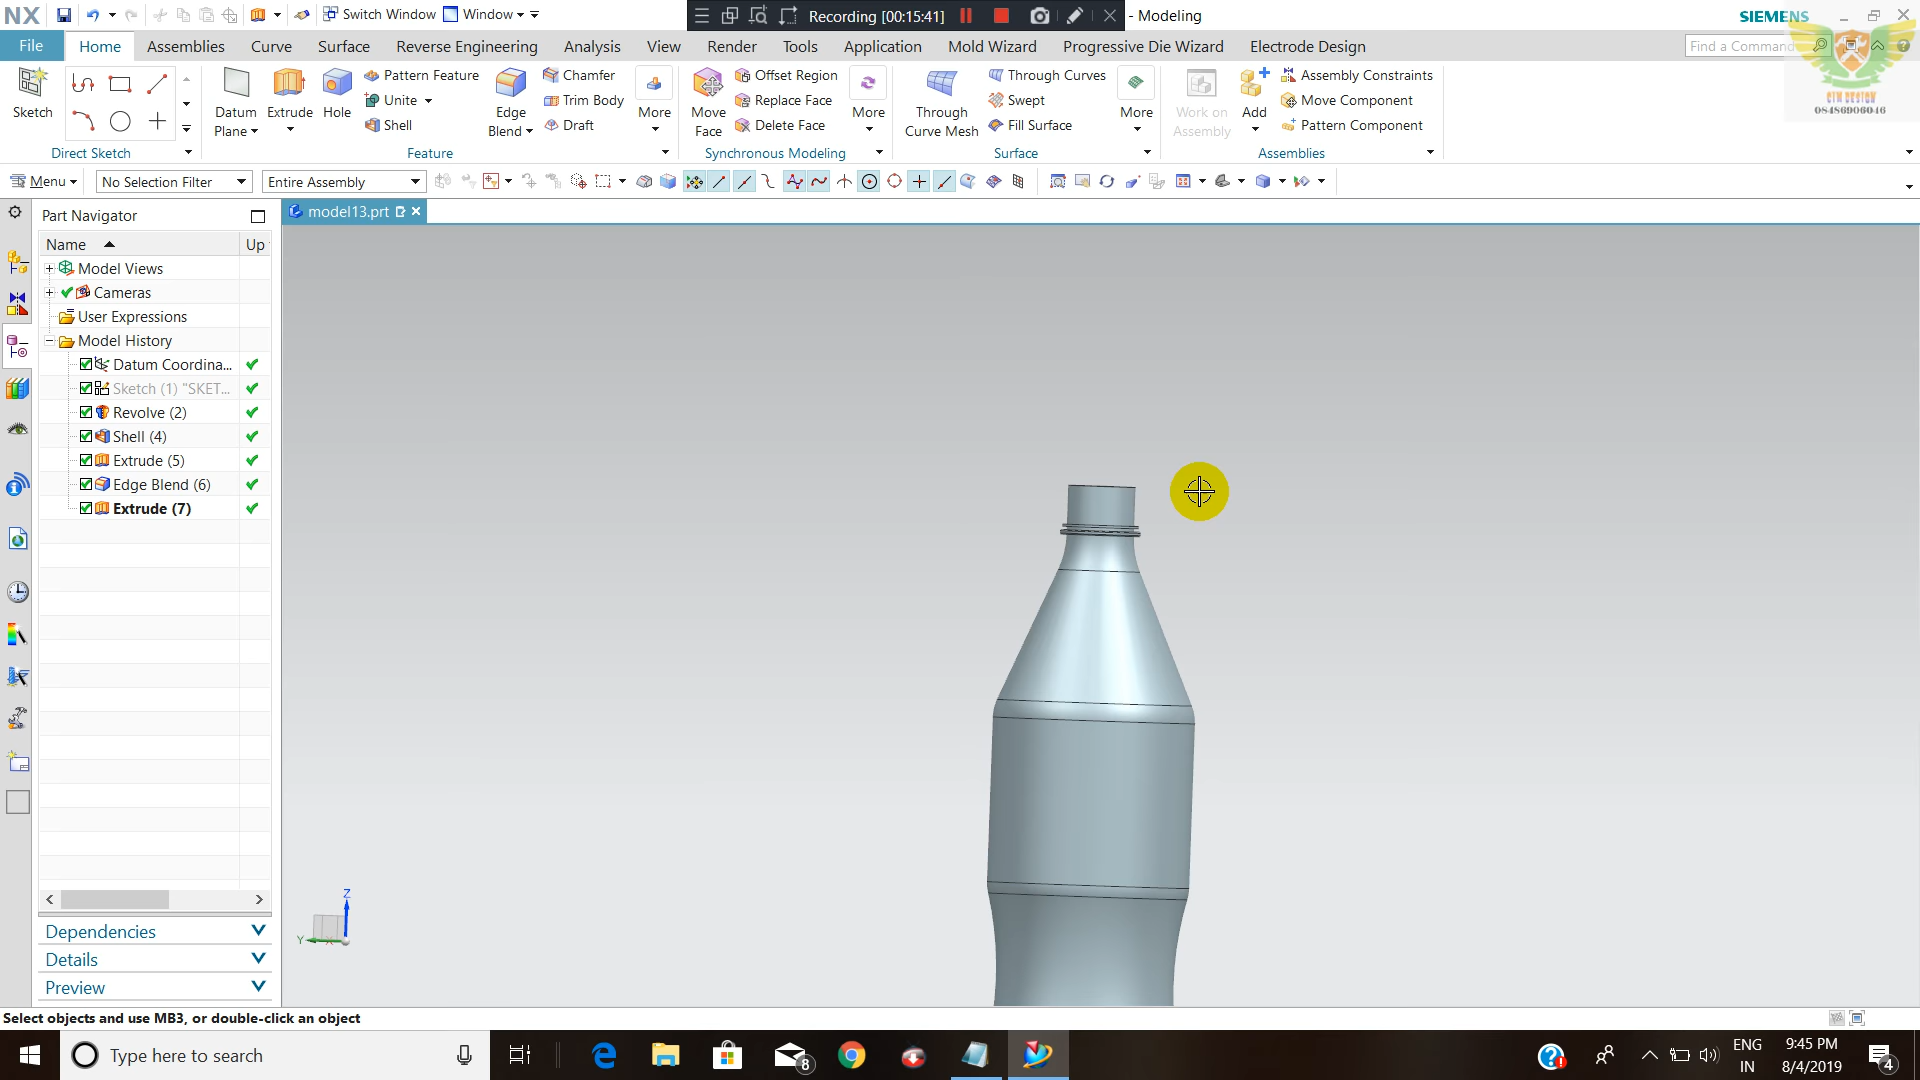 NX
Switch Window
Window
Recording [00:15:41]
- Modeling
SIEMENS
File
Home
Assemblies
Curve
Surface
Reverse Engineering
Analysis
View
Render
Tools
Application
Mold Wizard
Progressive Die Wizard
Electrode Design
Find a Command
Sketch
Direct Sketch
Datum Plane
Extrude
Hole
Pattern Feature
Unite
Shell
Edge Blend
Chamfer
Trim Body
Draft
More
Feature
Move Face
Offset Region
Replace Face
Delete Face
More
Synchronous Modeling
Through Curve Mesh
Through Curves
Swept
Fill Surface
More
Surface
Work on Assembly
Add
Assembly Constraints
Move Component
Pattern Component
Assemblies
08486906046
Menu
No Selection Filter
Entire Assembly
Part Navigator
model13.prt
Name
Up
Model Views
Cameras
User Expressions
Model History
Datum Coordina...
Sketch (1) "SKET...
Revolve (2)
Shell (4)
Extrude (5)
Edge Blend (6)
Extrude (7)
Dependencies
Details
Preview
Z
Y
X
Select objects and use MB3, or double-click an object
Type here to search
8
ENG
IN
9:45 PM
8/4/2019
4